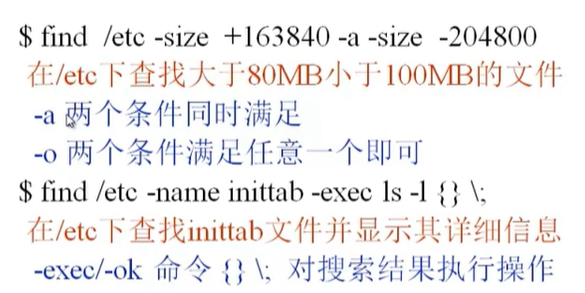 $ find /etc -size +163840 -a -size -204800
在/etc下查找大于80MB小于100MB的文件
-a 两个条件同时满足
-o 两个条件满足任意一个即可
$ find /etc -name inittab -exec ls -l {} \;
在/etc下查找inittab文件并显示其详细信息
-exec/-ok 命令 {} \; 对搜索结果执行操作